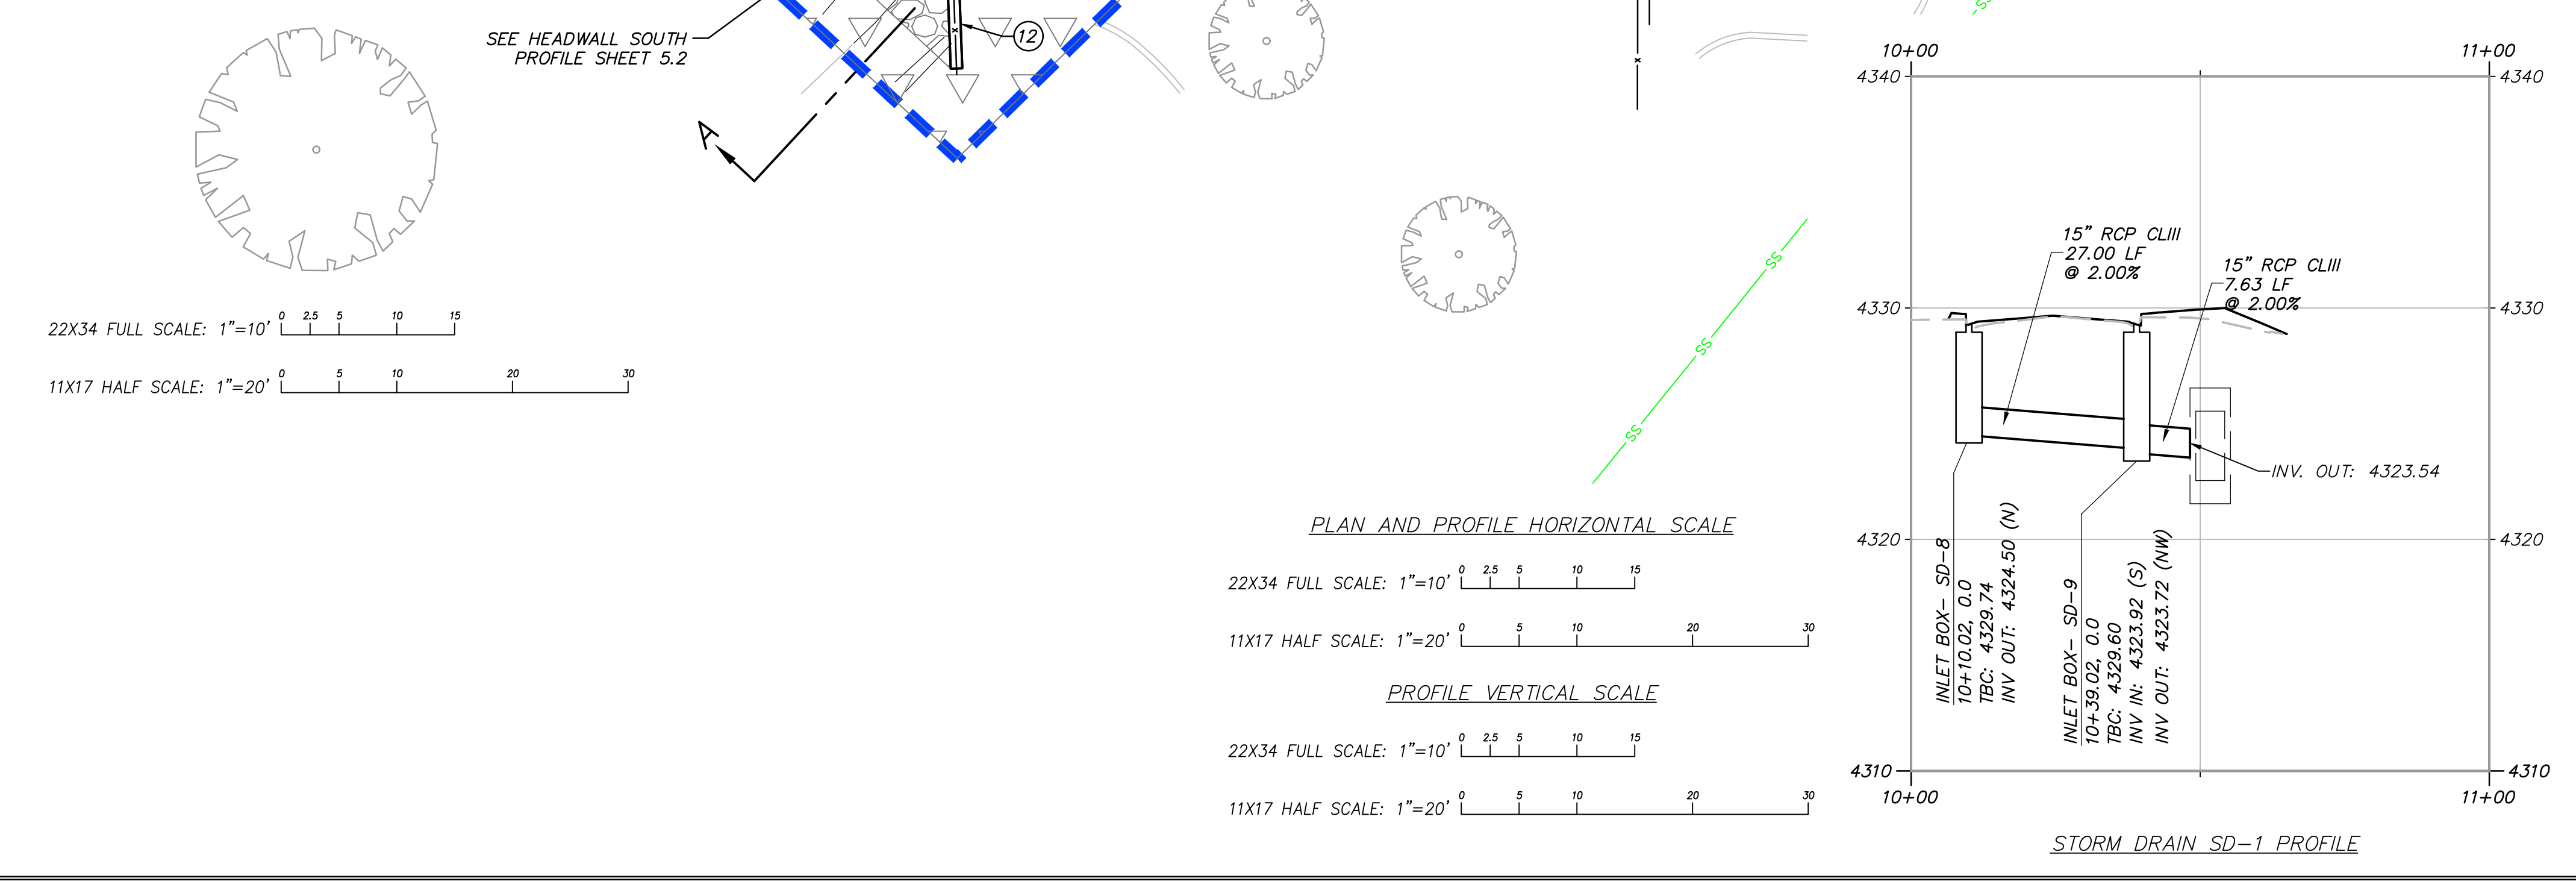 SEE HEADWALL SOUTH
PROFILE SHEET 5.2
12
A
22X34 FULL SCALE: 1"=10'
0 2.5 5 10 15
11X17 HALF SCALE: 1"=20'
0 5 10 20 30
SS
SS
SS
SS
PLAN AND PROFILE HORIZONTAL SCALE
22X34 FULL SCALE: 1"=10'
0 2.5 5 10 15
11X17 HALF SCALE: 1"=20'
0 5 10 20 30
PROFILE VERTICAL SCALE
22X34 FULL SCALE: 1"=10'
0 2.5 5 10 15
11X17 HALF SCALE: 1"=20'
0 5 10 20 30
10+00 11+00
4340 4340
15" RCP CLIII
27.00 LF
@ 2.00%
15" RCP CLIII
7.63 LF
@ 2.00%
4330 4330
INV. OUT: 4323.54
4320 4320
INLET BOX- SD-8
10+10.02, 0.0
TBC: 4329.74
INV OUT: 4324.50 (N)
INLET BOX- SD-9
10+39.02, 0.0
TBC: 4329.60
INV IN: 4323.92 (S)
INV OUT: 4323.72 (NW)
4310 4310
10+00 11+00
STORM DRAIN SD-1 PROFILE